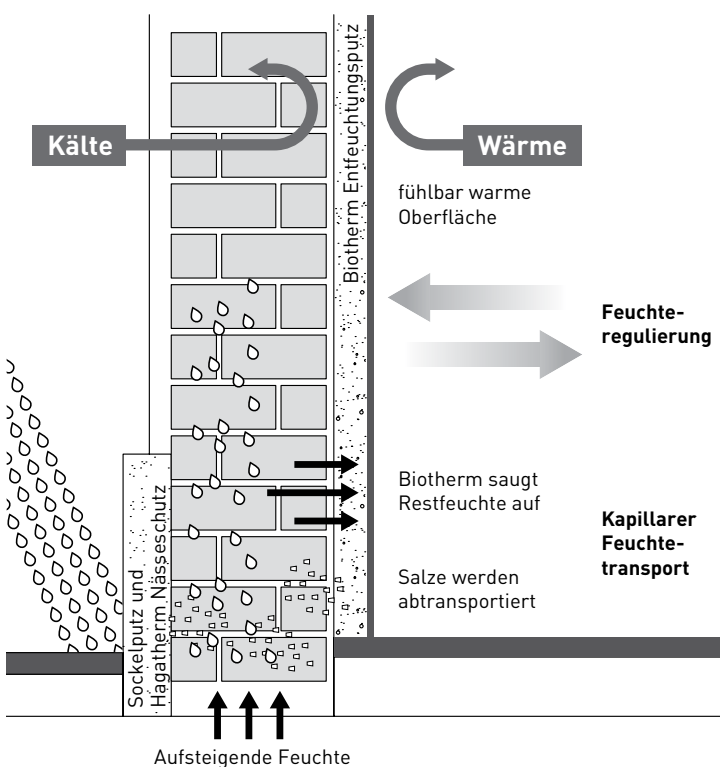 Biotherm Entfeuchtungsputz
Kälte
Wärme
fühlbar warme
Oberfläche
Feuchte-
regulierung
Biotherm saugt
Restfeuchte auf
Kapillarer
Feuchte-
transport
Salze werden
abtransportiert
Sockelputz und
Hagatherm Nässeschutz
Aufsteigende Feuchte